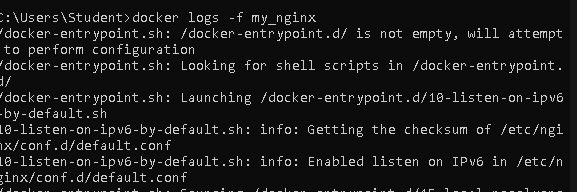 C:\Users\Student>docker logs -f my_nginx
/docker-entrypoint.sh: /docker-entrypoint.d/ is not empty, will attempt
to perform configuration
/docker-entrypoint.sh: Looking for shell scripts in /docker-entrypoint.
d/
/docker-entrypoint.sh: Launching /docker-entrypoint.d/10-listen-on-ipv6
-by-default.sh
10-listen-on-ipv6-by-default.sh: info: Getting the checksum of /etc/ngi
nx/conf.d/default.conf
10-listen-on-ipv6-by-default.sh: info: Enabled listen on IPv6 in /etc/n
ginx/conf.d/default.conf